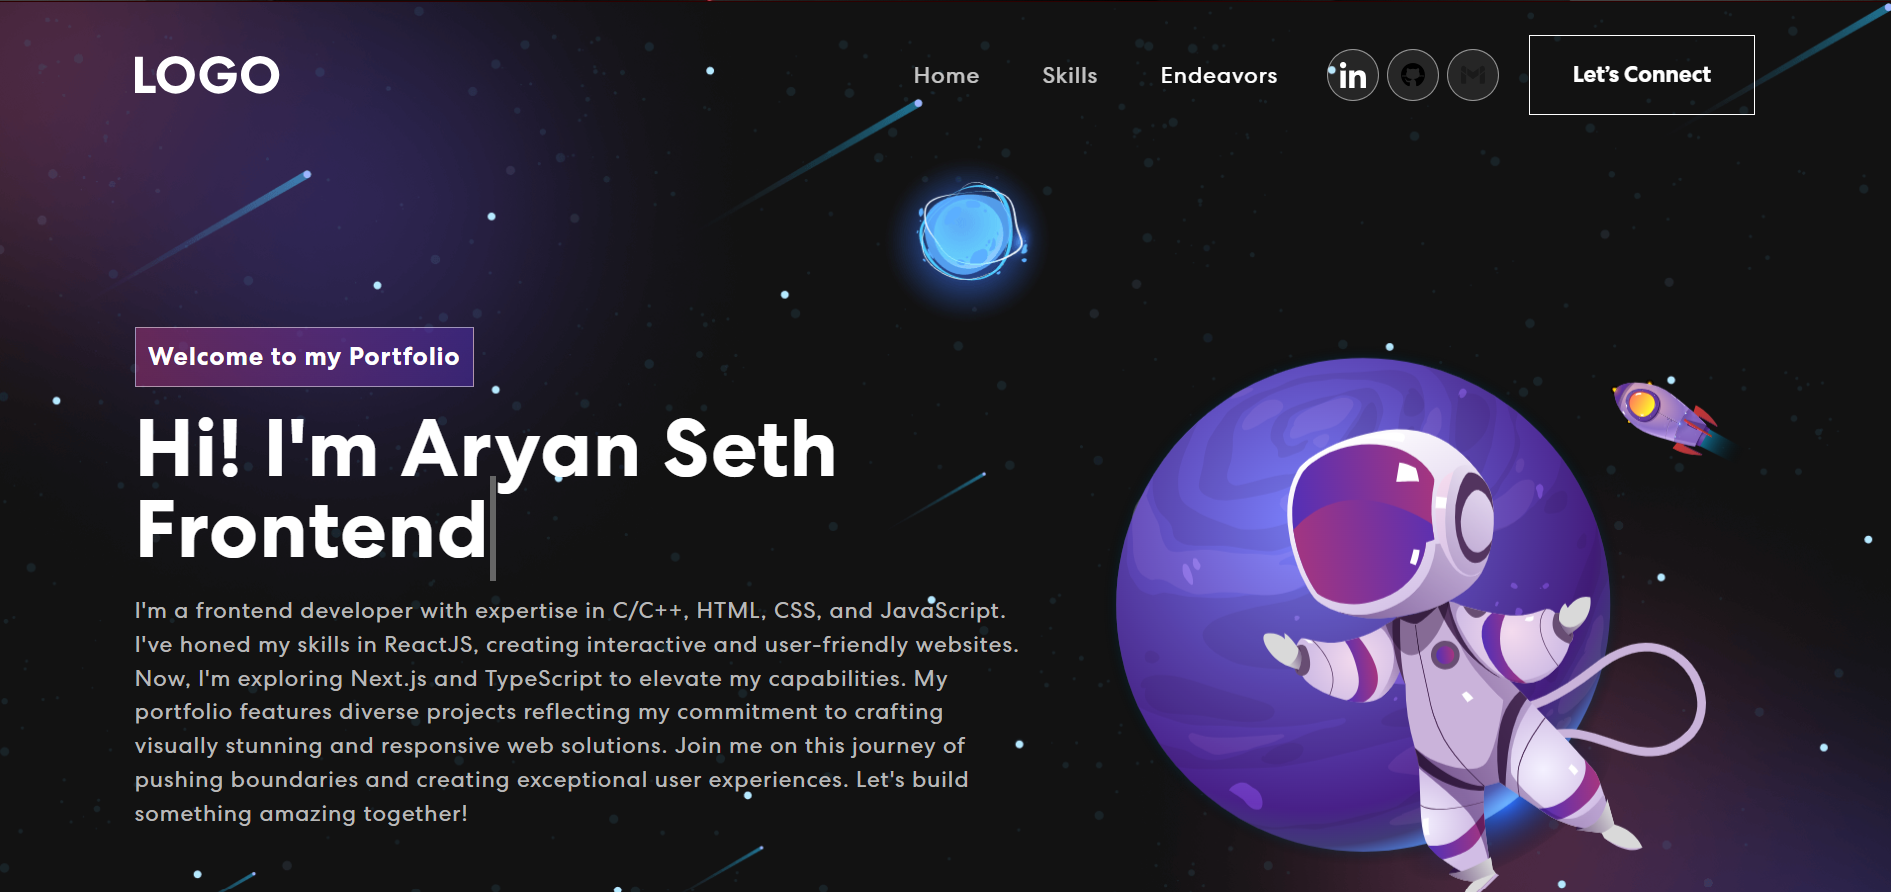 LOGO
Home Skills Endeavors in Let’s Connect
Welcome to my Portfolio
Hi! I'm Aryan Seth
Frontend
I'm a frontend developer with expertise in C/C++, HTML, CSS, and JavaScript.
I've honed my skills in ReactJS, creating interactive and user-friendly websites.
Now, I'm exploring Next.js and TypeScript to elevate my capabilities. My
portfolio features diverse projects reflecting my commitment to crafting
visually stunning and responsive web solutions. Join me on this journey of
pushing boundaries and creating exceptional user experiences. Let's build
something amazing together!